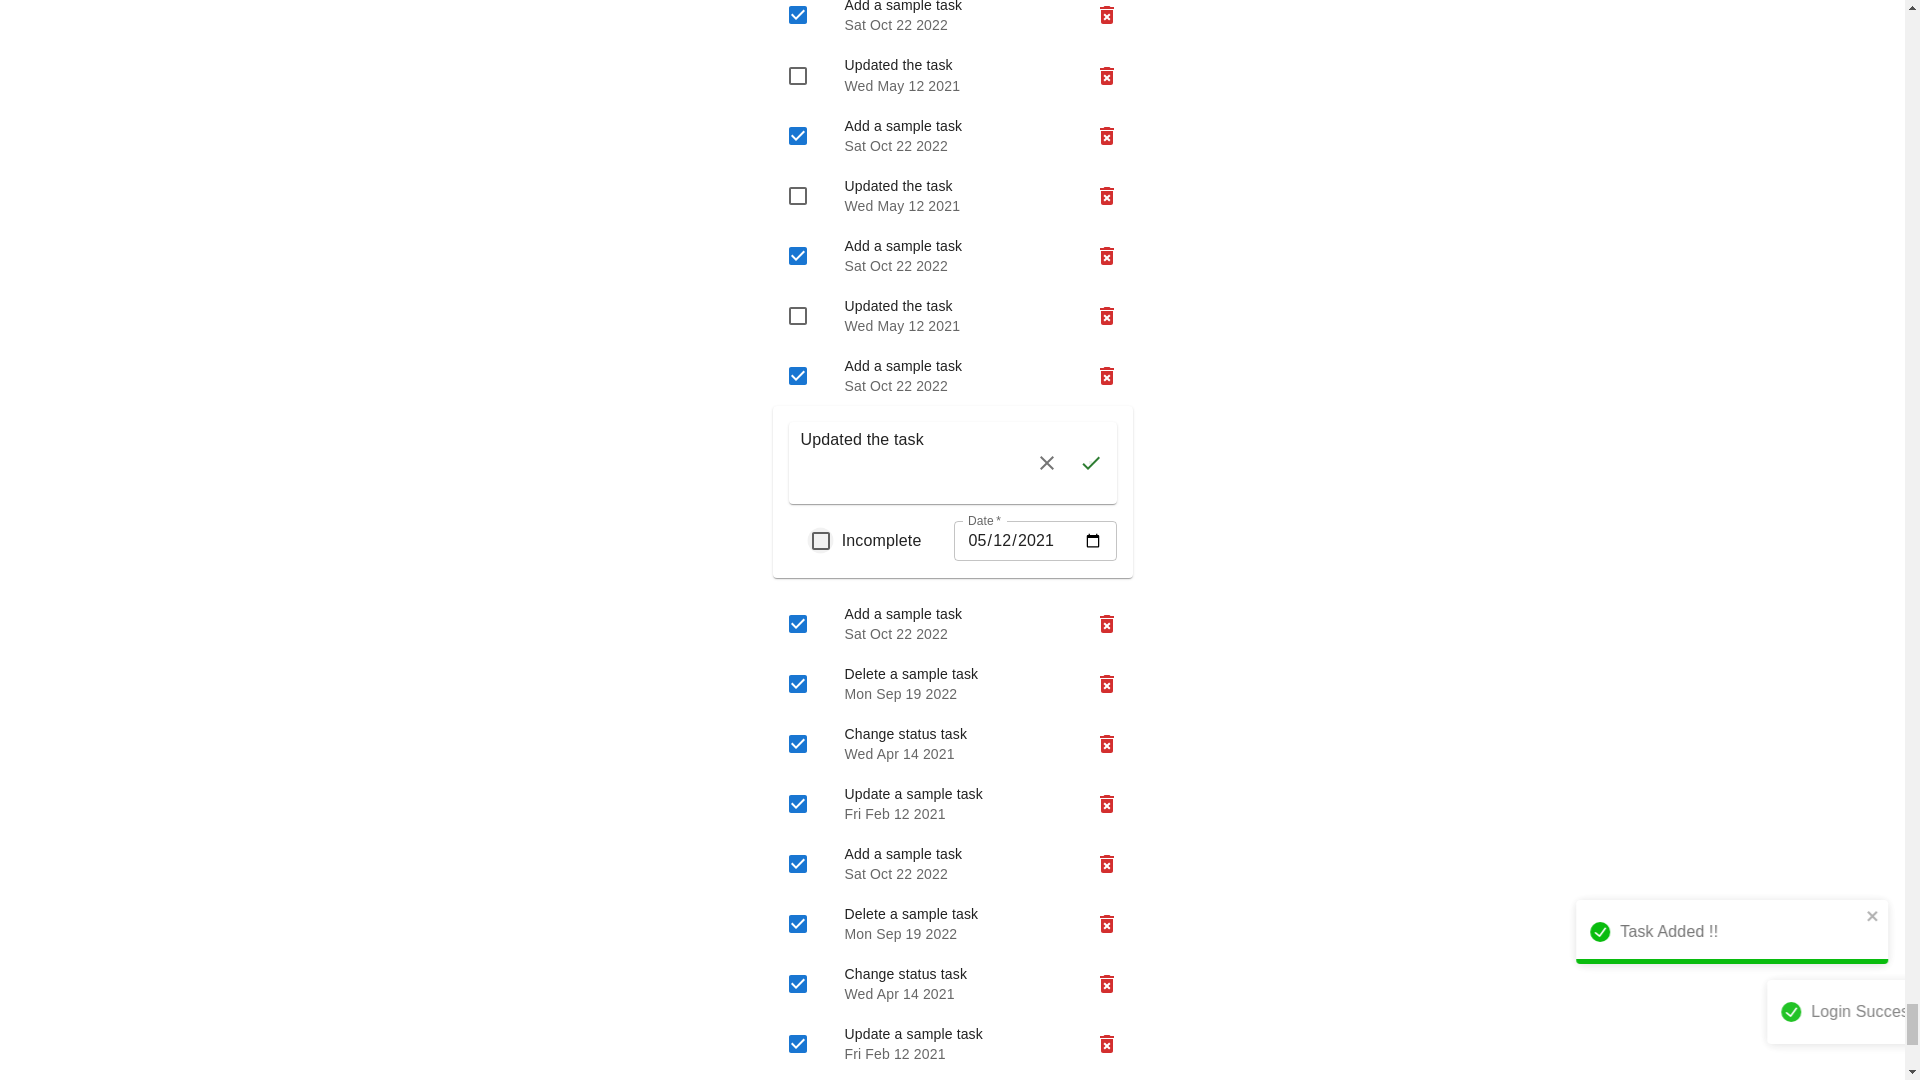 Add a sample task
Sat Oct 22 2022
Updated the task
Wed May 12 2021
Add a sample task
Sat Oct 22 2022
Updated the task
Wed May 12 2021
Add a sample task
Sat Oct 22 2022
Updated the task
Wed May 12 2021
Add a sample task
Sat Oct 22 2022
Updated the task
Date *
Incomplete
05/12/2021
Add a sample task
Sat Oct 22 2022
Delete a sample task
Mon Sep 19 2022
Change status task
Wed Apr 14 2021
Update a sample task
Fri Feb 12 2021
Add a sample task
Sat Oct 22 2022
Delete a sample task
Mon Sep 19 2022
Change status task
Wed Apr 14 2021
Update a sample task
Fri Feb 12 2021
Task Added !!
Login Succes